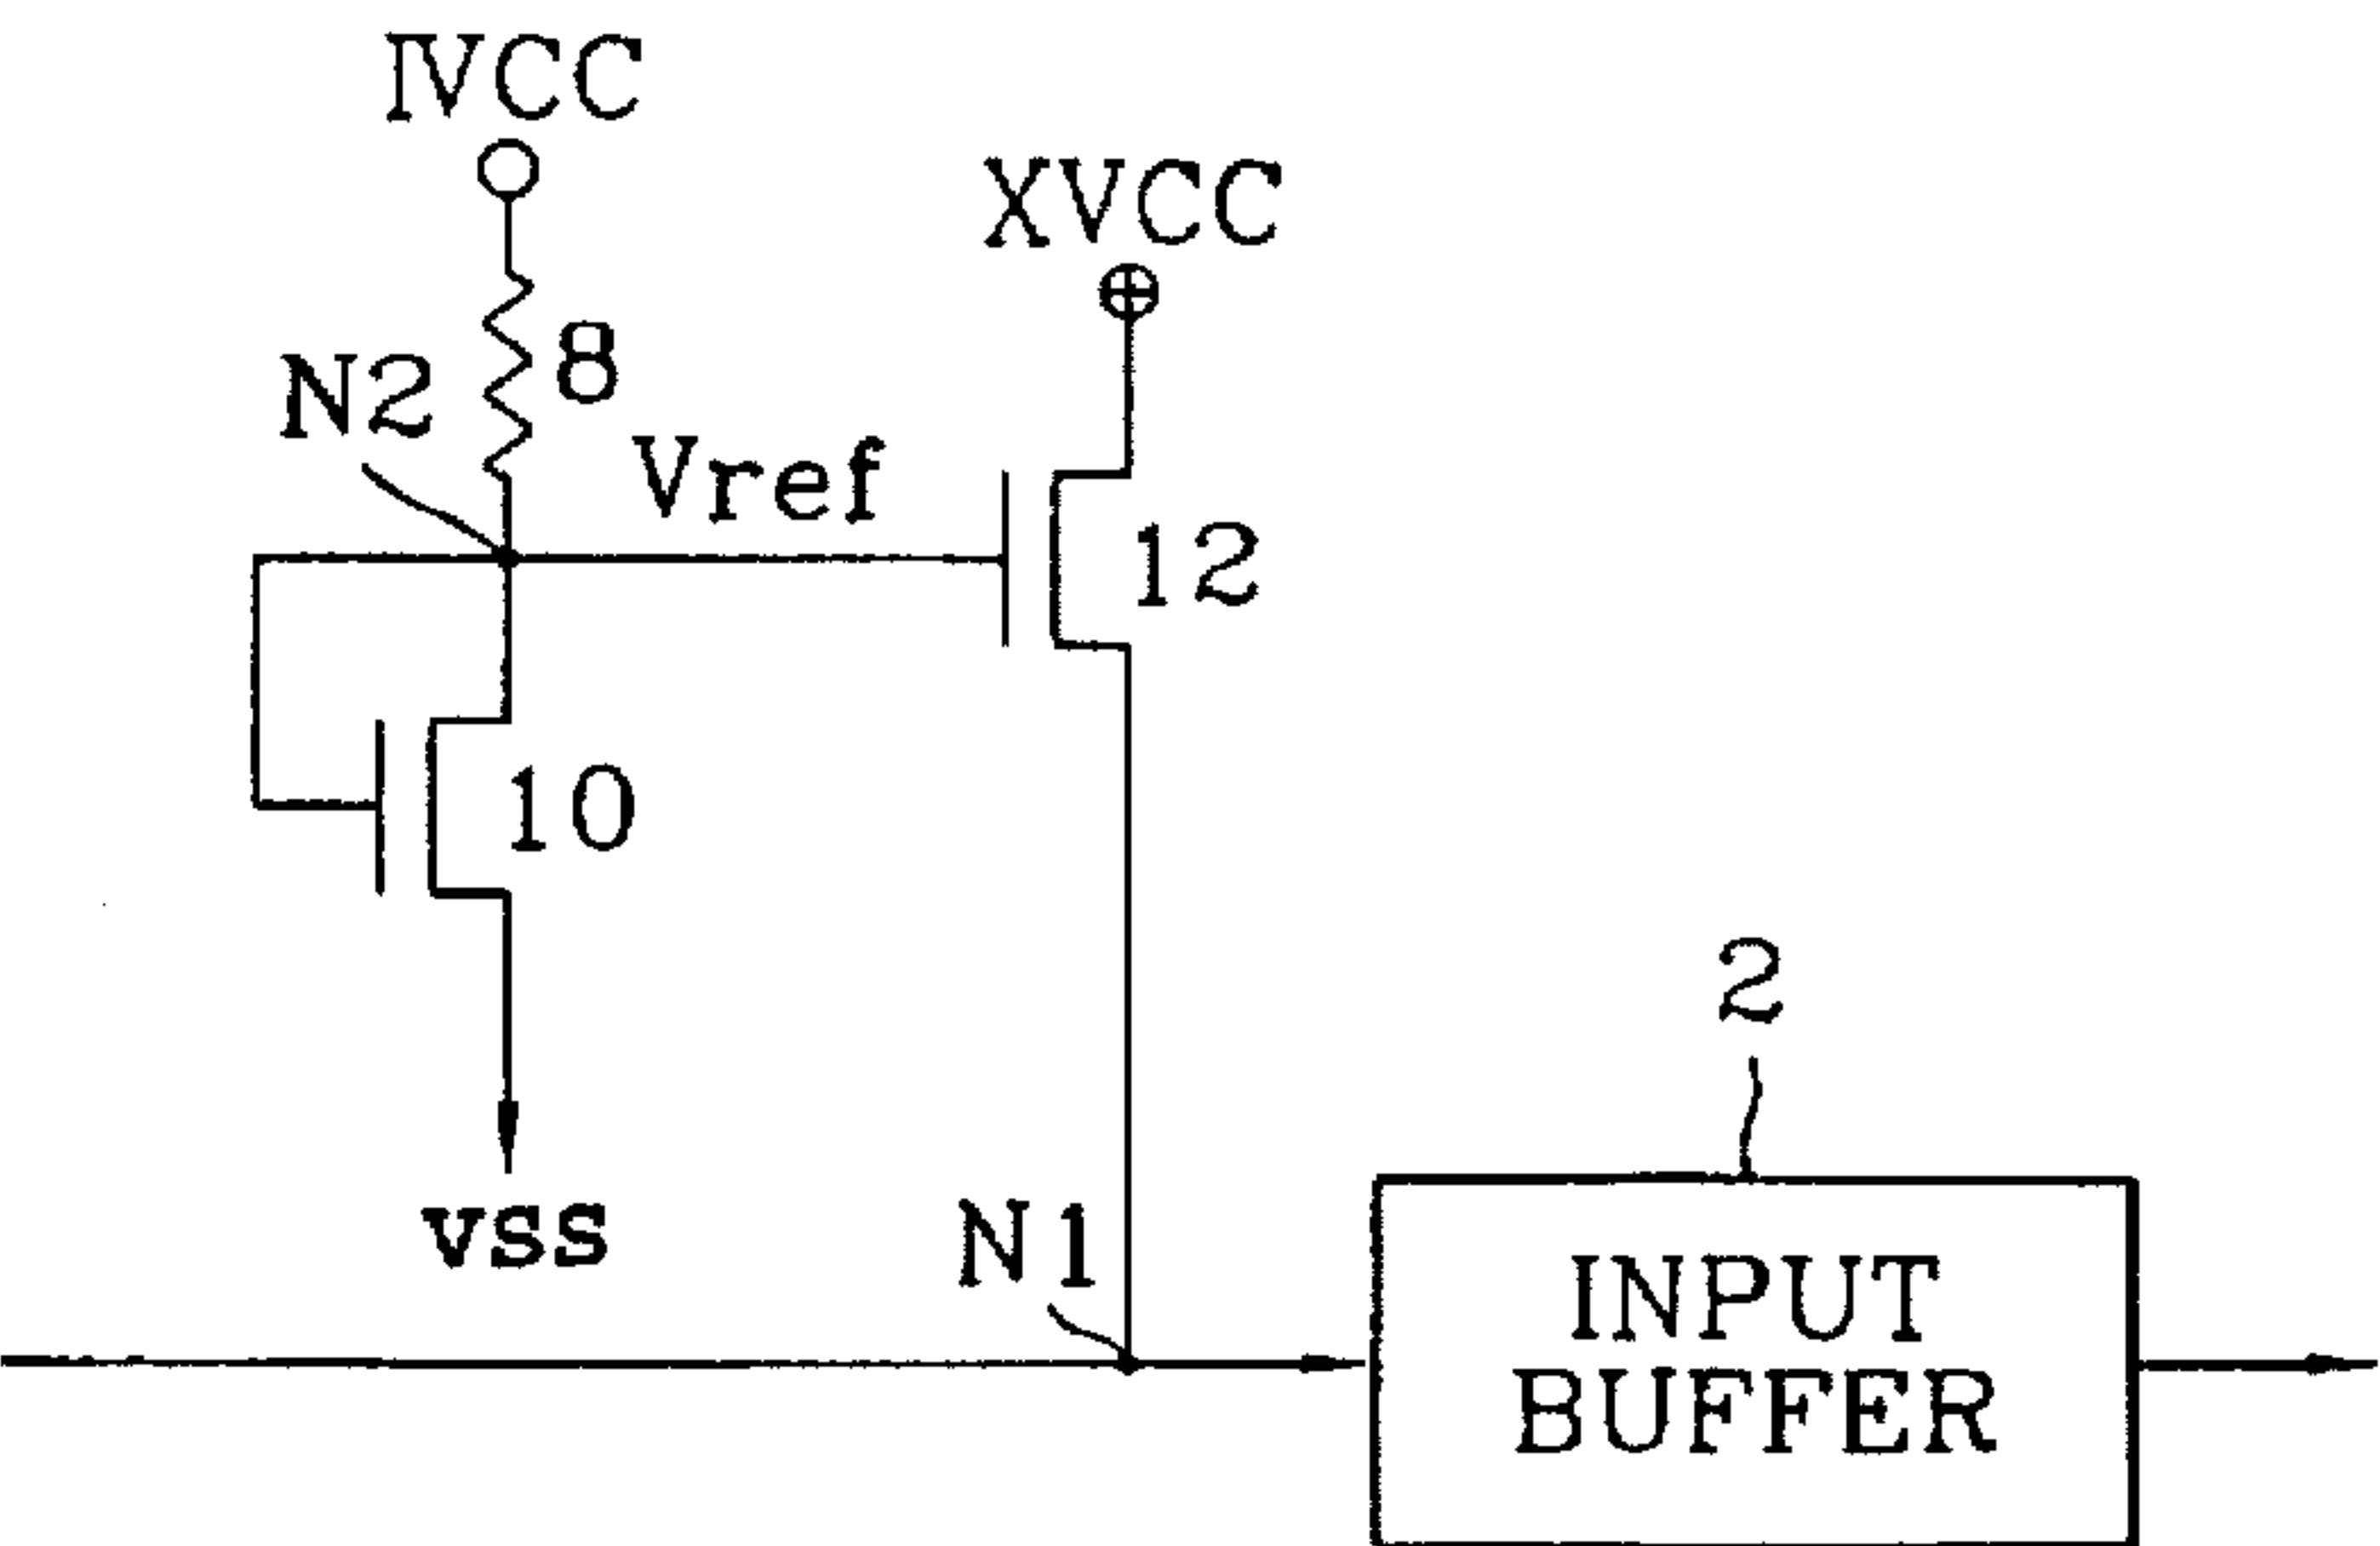 IVCC
XVCC
N2
8
Vref
12
10
2
vss
N1
INPUT
BUFFER